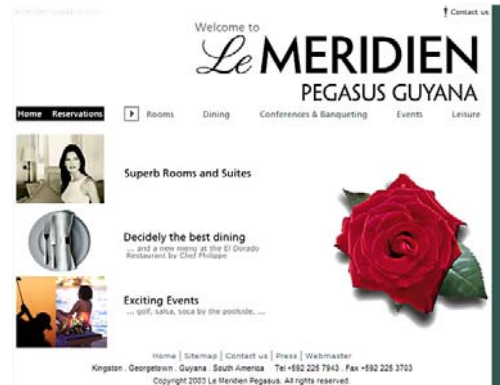 Contact us
Welcome to
Le MERIDIEN
PEGASUS GUYANA
Home Reservations Rooms Dining Conferences & Banqueting Events Leisure
Superb Rooms and Suites
Decidely the best dining
... and a new menu at the El Dorado
Restaurant by Chef Philippe
Exciting Events
... golf, salsa, soca by the poolside, ...
Home | Sitemap | Contact us | Press | Webmaster
Kingston . Georgetown . Guyana . South America Tel +592 225 7943 . Fax +592 225 3703
Copyright 2003 Le Meridien Pegasus. All rights reserved.